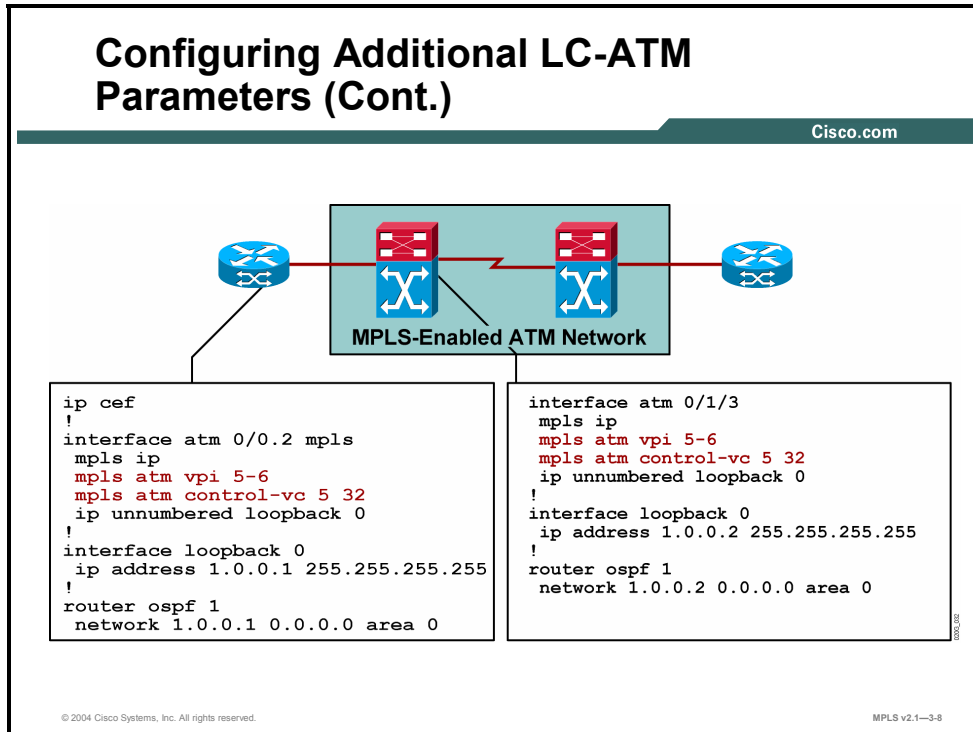 Configuring Additional LC-ATM
Parameters (Cont.)
Cisco.com
MPLS-Enabled ATM Network
ip cef
!
interface atm 0/0.2 mpls
mpls ip
mpls atm vpi 5-6
mpls atm control-vc 5 32
ip unnumbered loopback 0
!
interface loopback 0
ip address 1.0.0.1 255.255.255.255
!
router ospf 1
network 1.0.0.1 0.0.0.0 area 0
interface atm 0/1/3
mpls ip
mpls atm vpi 5-6
mpls atm control-vc 5 32
ip unnumbered loopback 0
!
interface loopback 0
ip address 1.0.0.2 255.255.255.255
!
router ospf 1
network 1.0.0.2 0.0.0.0 area 0
© 2004 Cisco Systems, Inc. All rights reserved.
MPLS v2.1—3-8